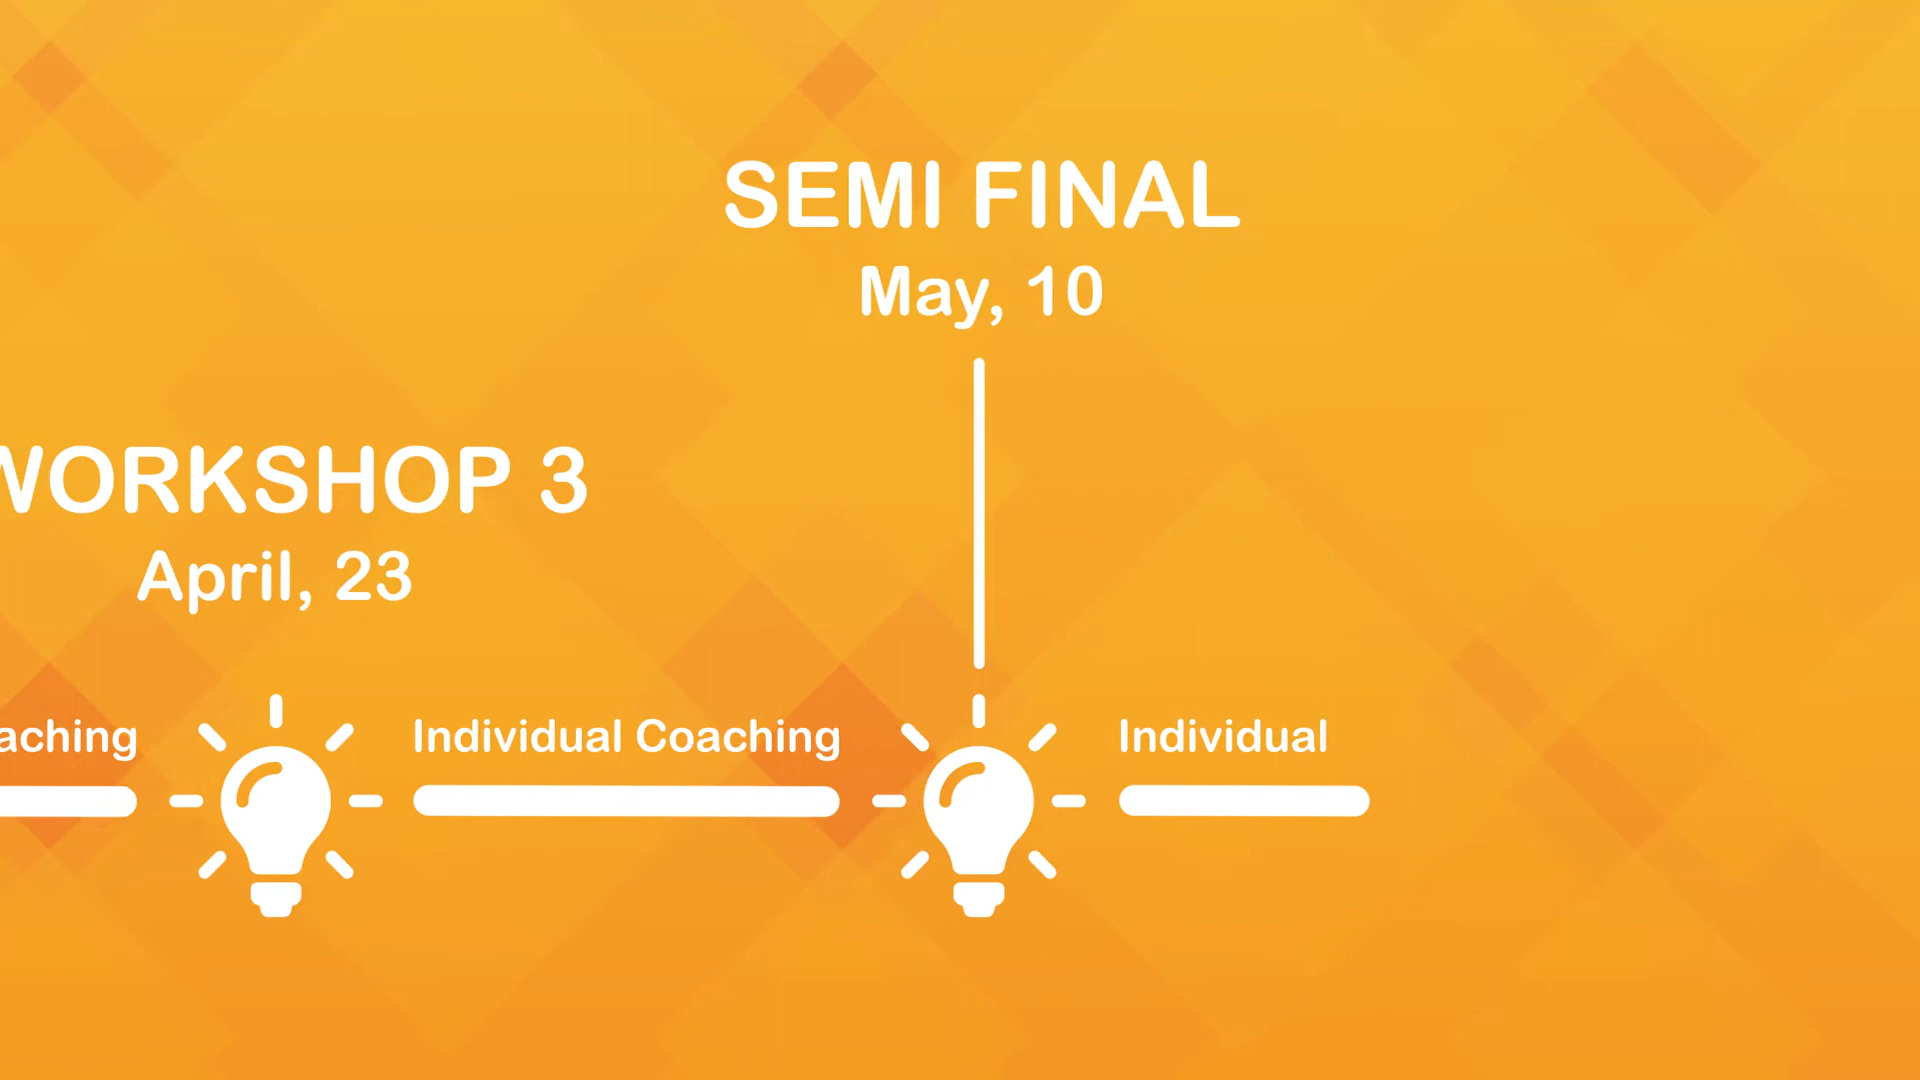 SEMI FINAL
May, 10
WORKSHOP 3
April, 23
aching
Individual Coaching
Individual